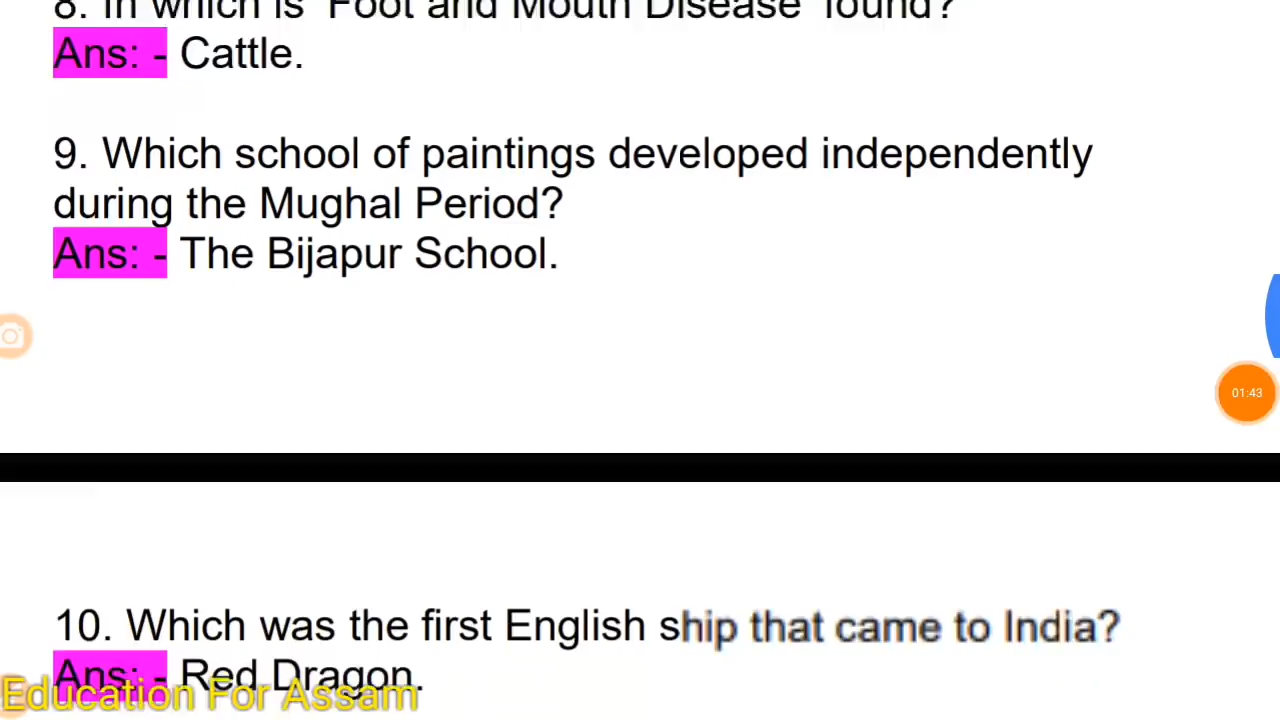 8. In which is 'Foot and Mouth Disease' found?
Ans: - Cattle.
9. Which school of paintings developed independently
during the Mughal Period?
Ans: - The Bijapur School.
01:43
10. Which was the first English ship that came to India?
Ans: - Red Dragon.
Education For Assam